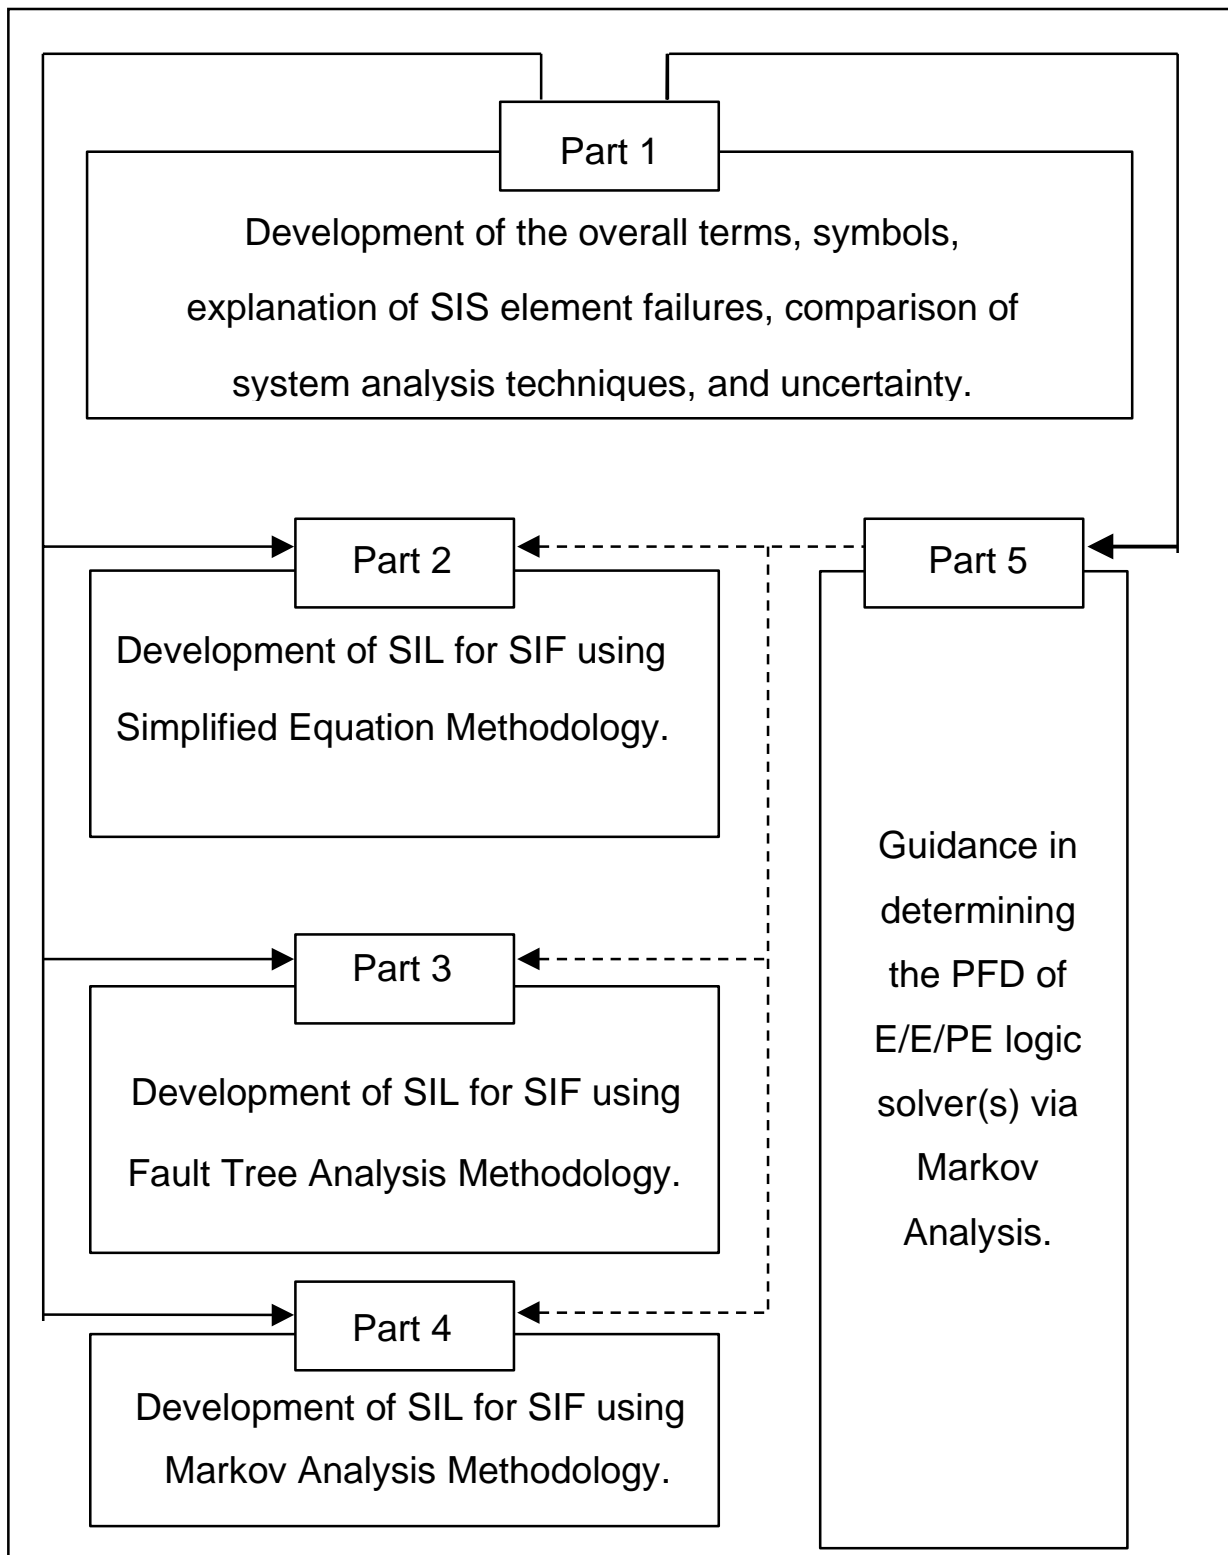 Part 1
Development of the overall terms, symbols,
explanation of SIS element failures, comparison of
system analysis techniques, and uncertainty.
Part 2
Development of SIL for SIF using
Simplified Equation Methodology.
Part 3
Development of SIL for SIF using
Fault Tree Analysis Methodology.
Part 4
Development of SIL for SIF using
Markov Analysis Methodology.
Part 5
Guidance in
determining
the PFD of
E/E/PE logic
solver(s) via
Markov
Analysis.